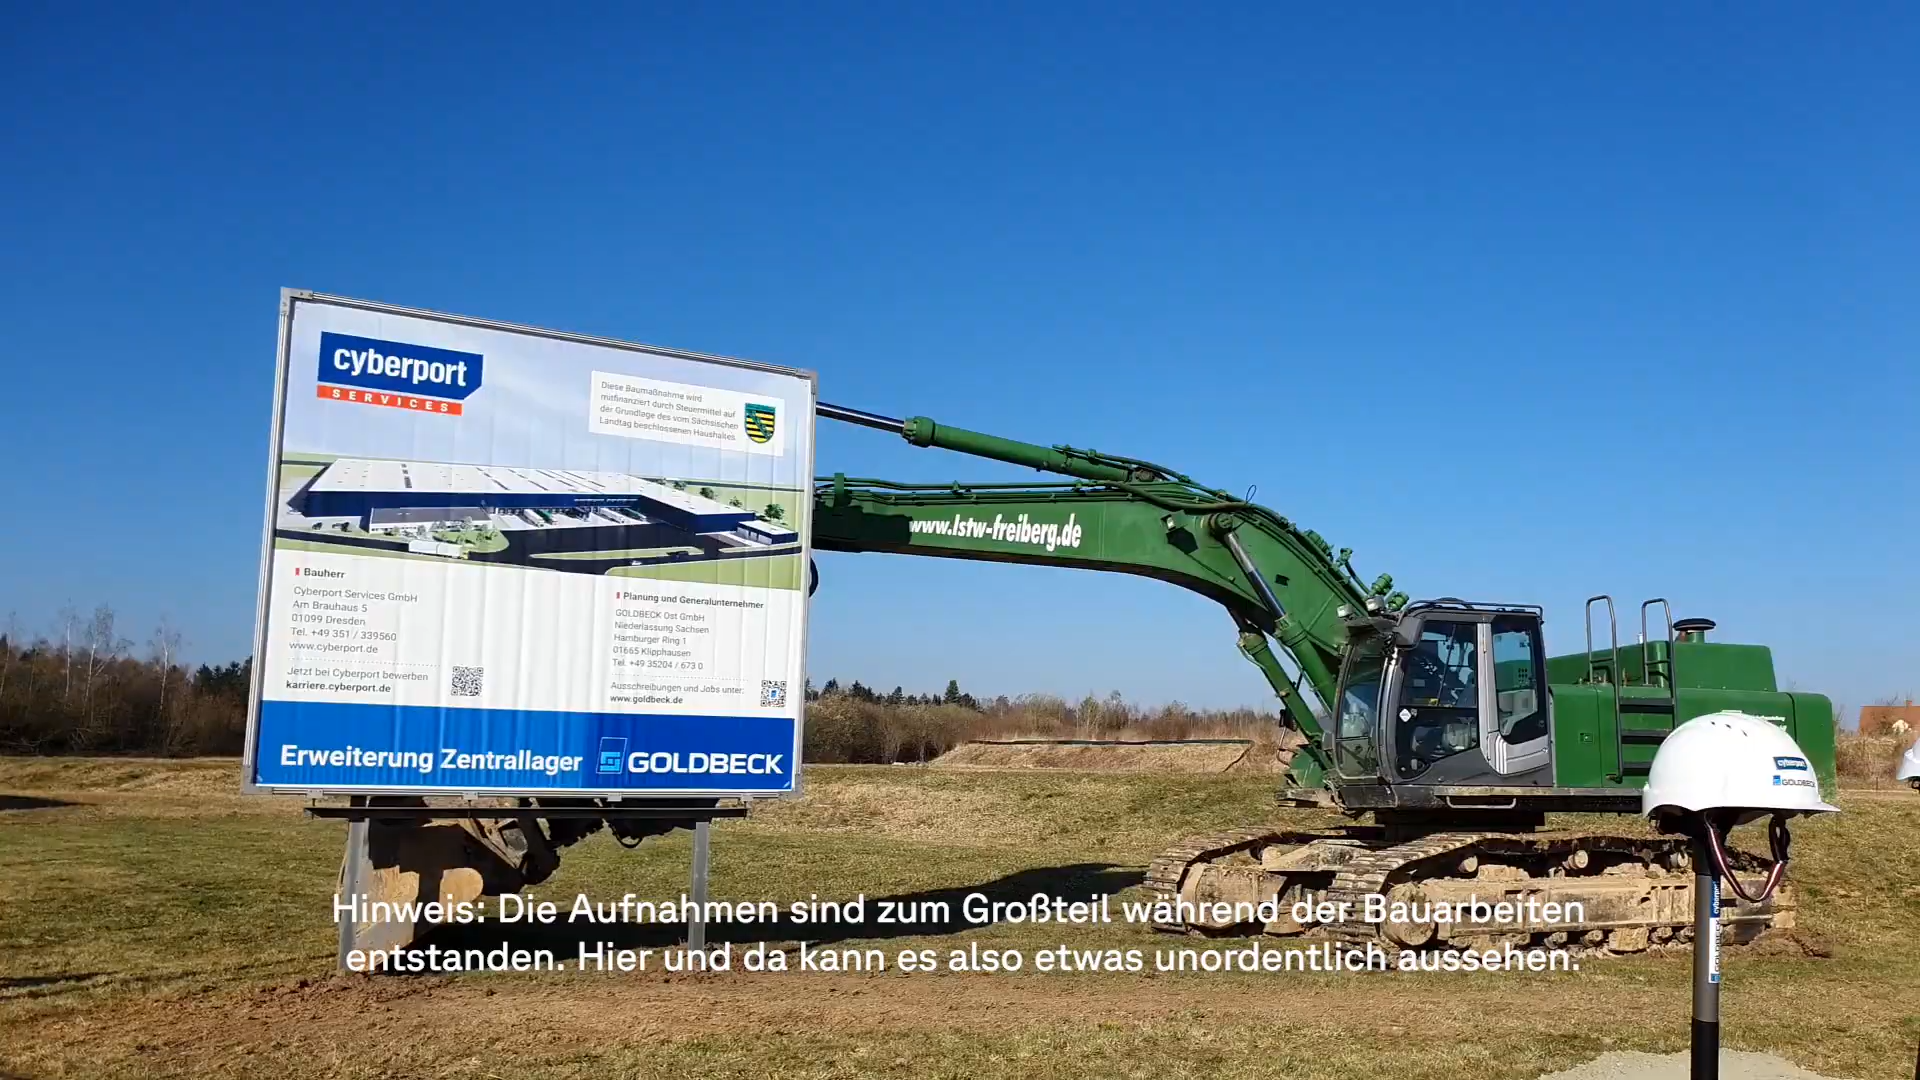 cyberport
SERVICES
Diese Baumaßnahme wird
mitfinanziert durch Steuermittel auf
der Grundlage des vom Sächsischen
Landtag beschlossenen Haushaltes.
www.lstw-freiberg.de
Bauherr
Cyberport Services GmbH
Am Brauhaus 5
01099 Dresden
Tel. +49 351 / 339560
www.cyberport.de
Jetzt bei Cyberport bewerben
karriere.cyberport.de
Planung und Generalunternehmer
GOLDBECK Ost GmbH
Niederlassung Sachsen
Hamburger Ring 1
01665 Klipphausen
Tel. +49 35204 / 673 0
Ausschreibungen und Jobs unter:
www.goldbeck.de
Erweiterung Zentrallager GOLDBECK
cyberport
GOLDBECK
cyberport
GOLDBECK
Hinweis: Die Aufnahmen sind zum Großteil während der Bauarbeiten
entstanden. Hier und da kann es also etwas unordentlich aussehen.